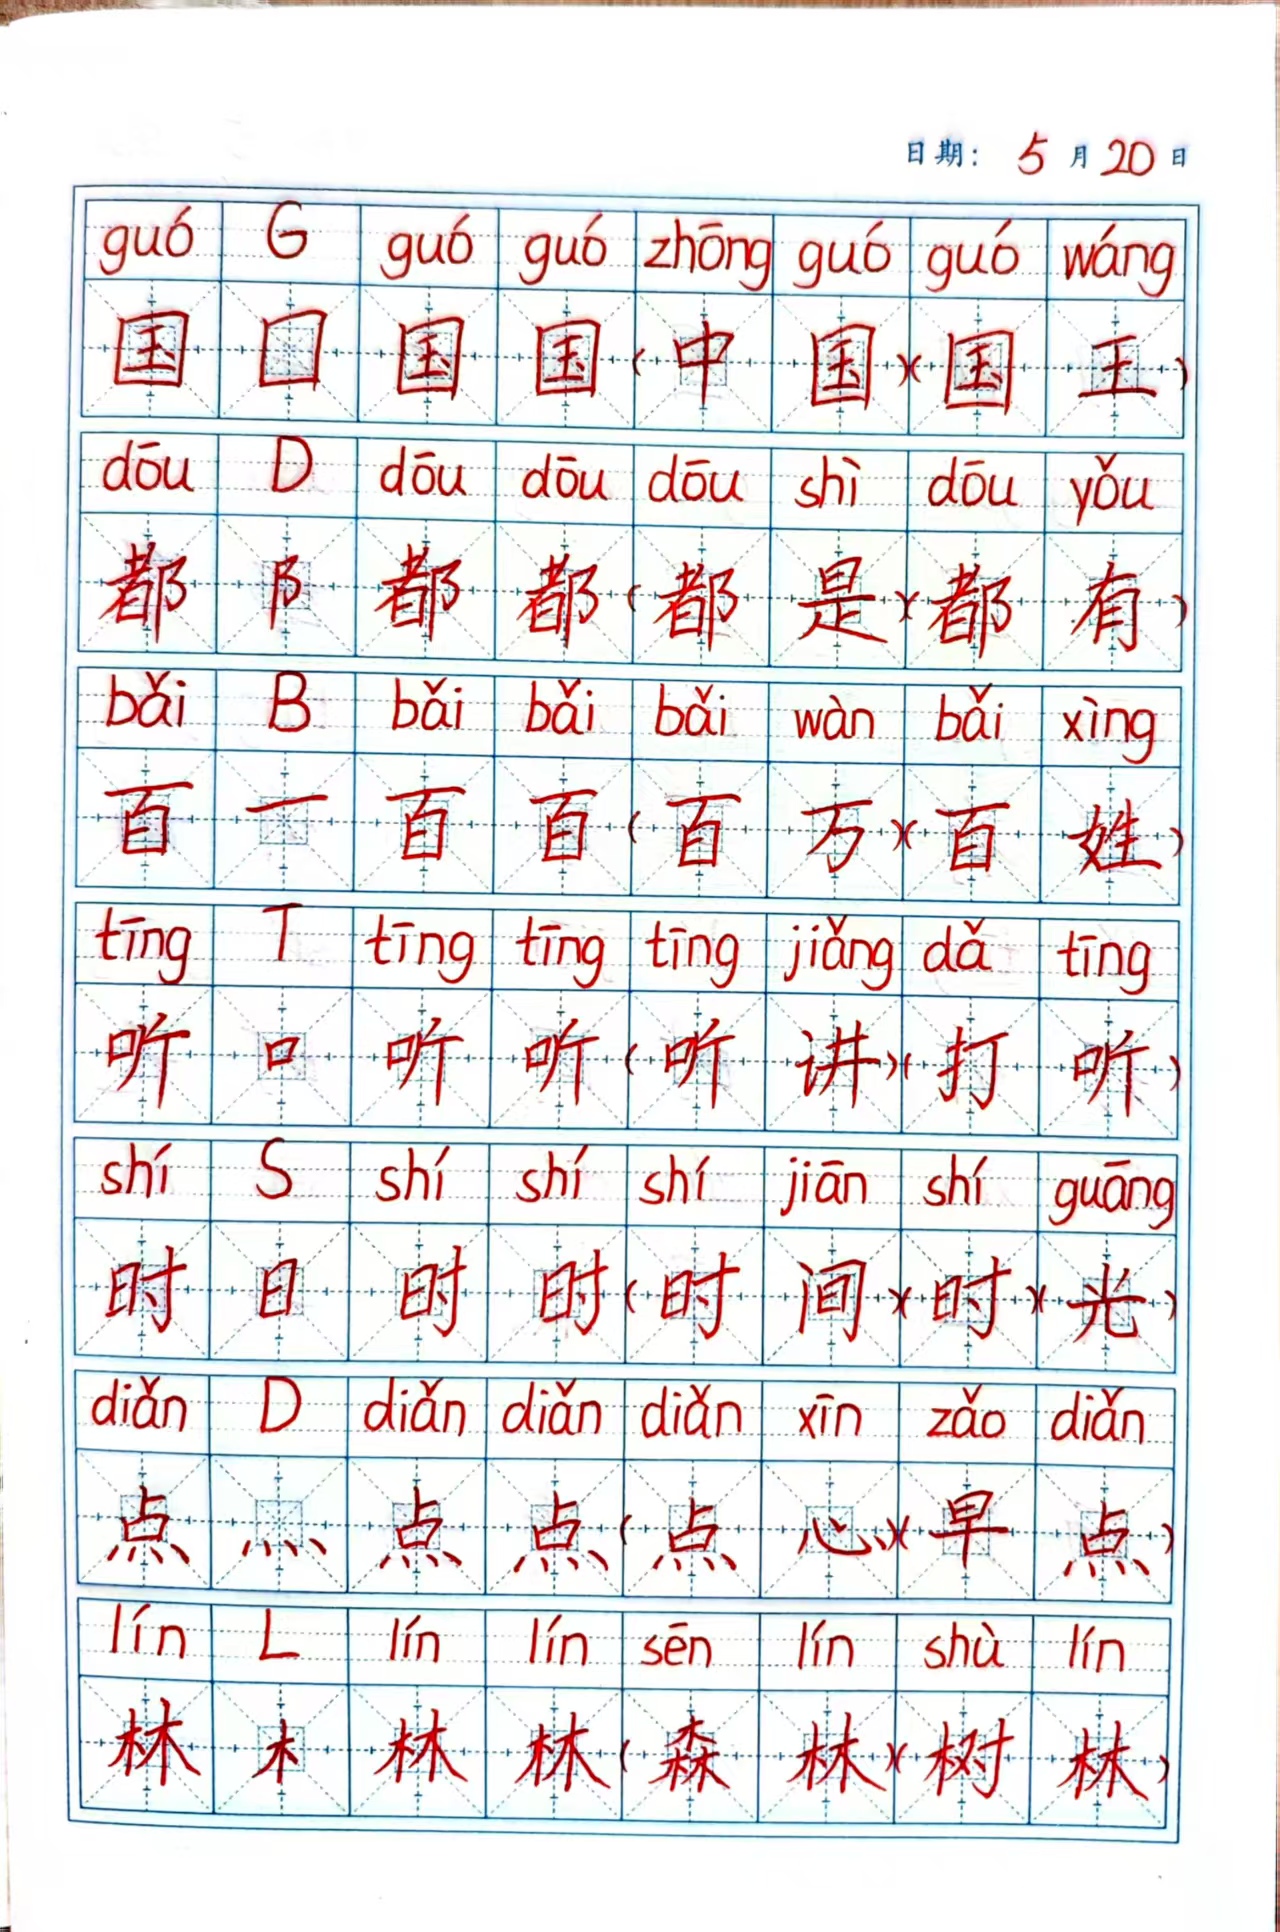 日期： 5 月 20 日
guó G guó guó zhōng guó guó wáng
国 囗 国 国 (中 国)(国 王)
dōu D dōu dōu dōu shì dōu yǒu
都 阝 都 都 (都 是)(都 有)
bǎi B bǎi bǎi bǎi wàn bǎi xìng
百 一 百 百 (百 万)(百 姓)
tīng T tīng tīng tīng jiǎng dǎ tīng
听 口 听 听 (听 讲)(打 听)
shí S shí shí shí jiān shí guāng
时 日 时 时 (时 间)(时)(光)
diǎn D diǎn diǎn diǎn xīn zǎo diǎn
点 灬 点 点 (点 心)(早 点)
lín L lín lín sēn lín shù lín
林 木 林 林 (森 林)(树 林)